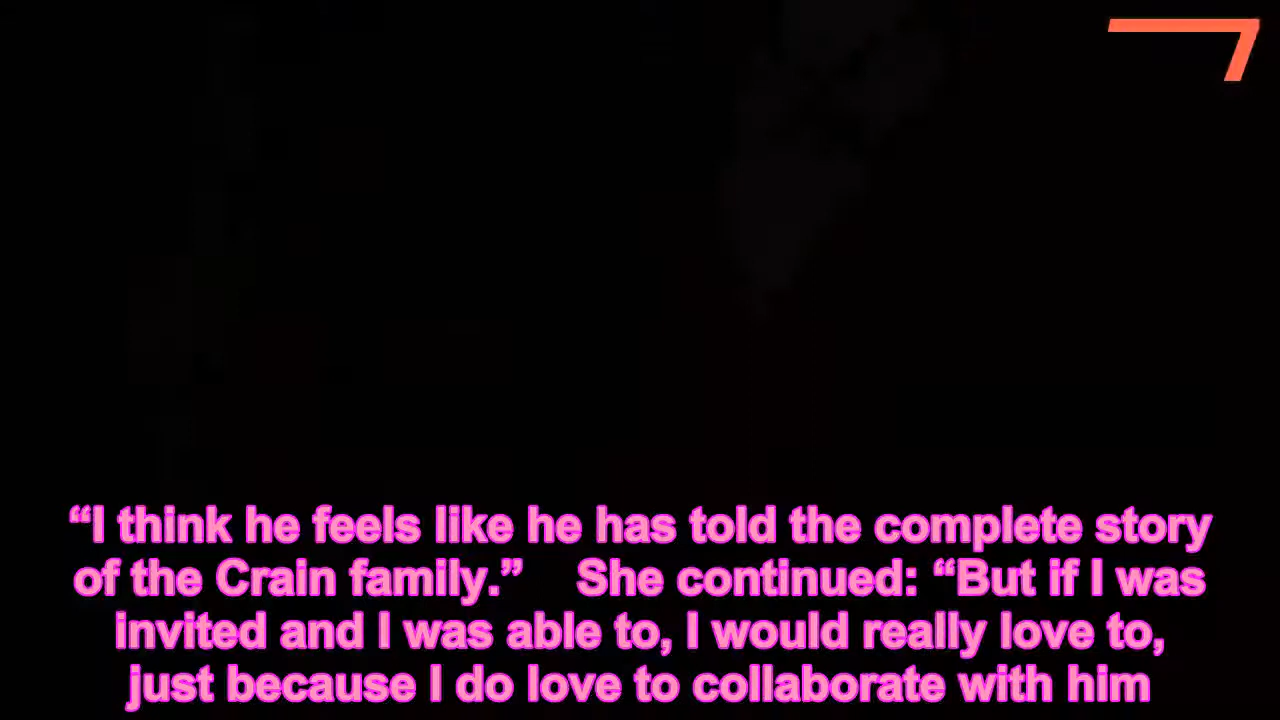 “I think he feels like he has told the complete story
of the Crain family.”    She continued: “But if I was
invited and I was able to, I would really love to,
just because I do love to collaborate with him